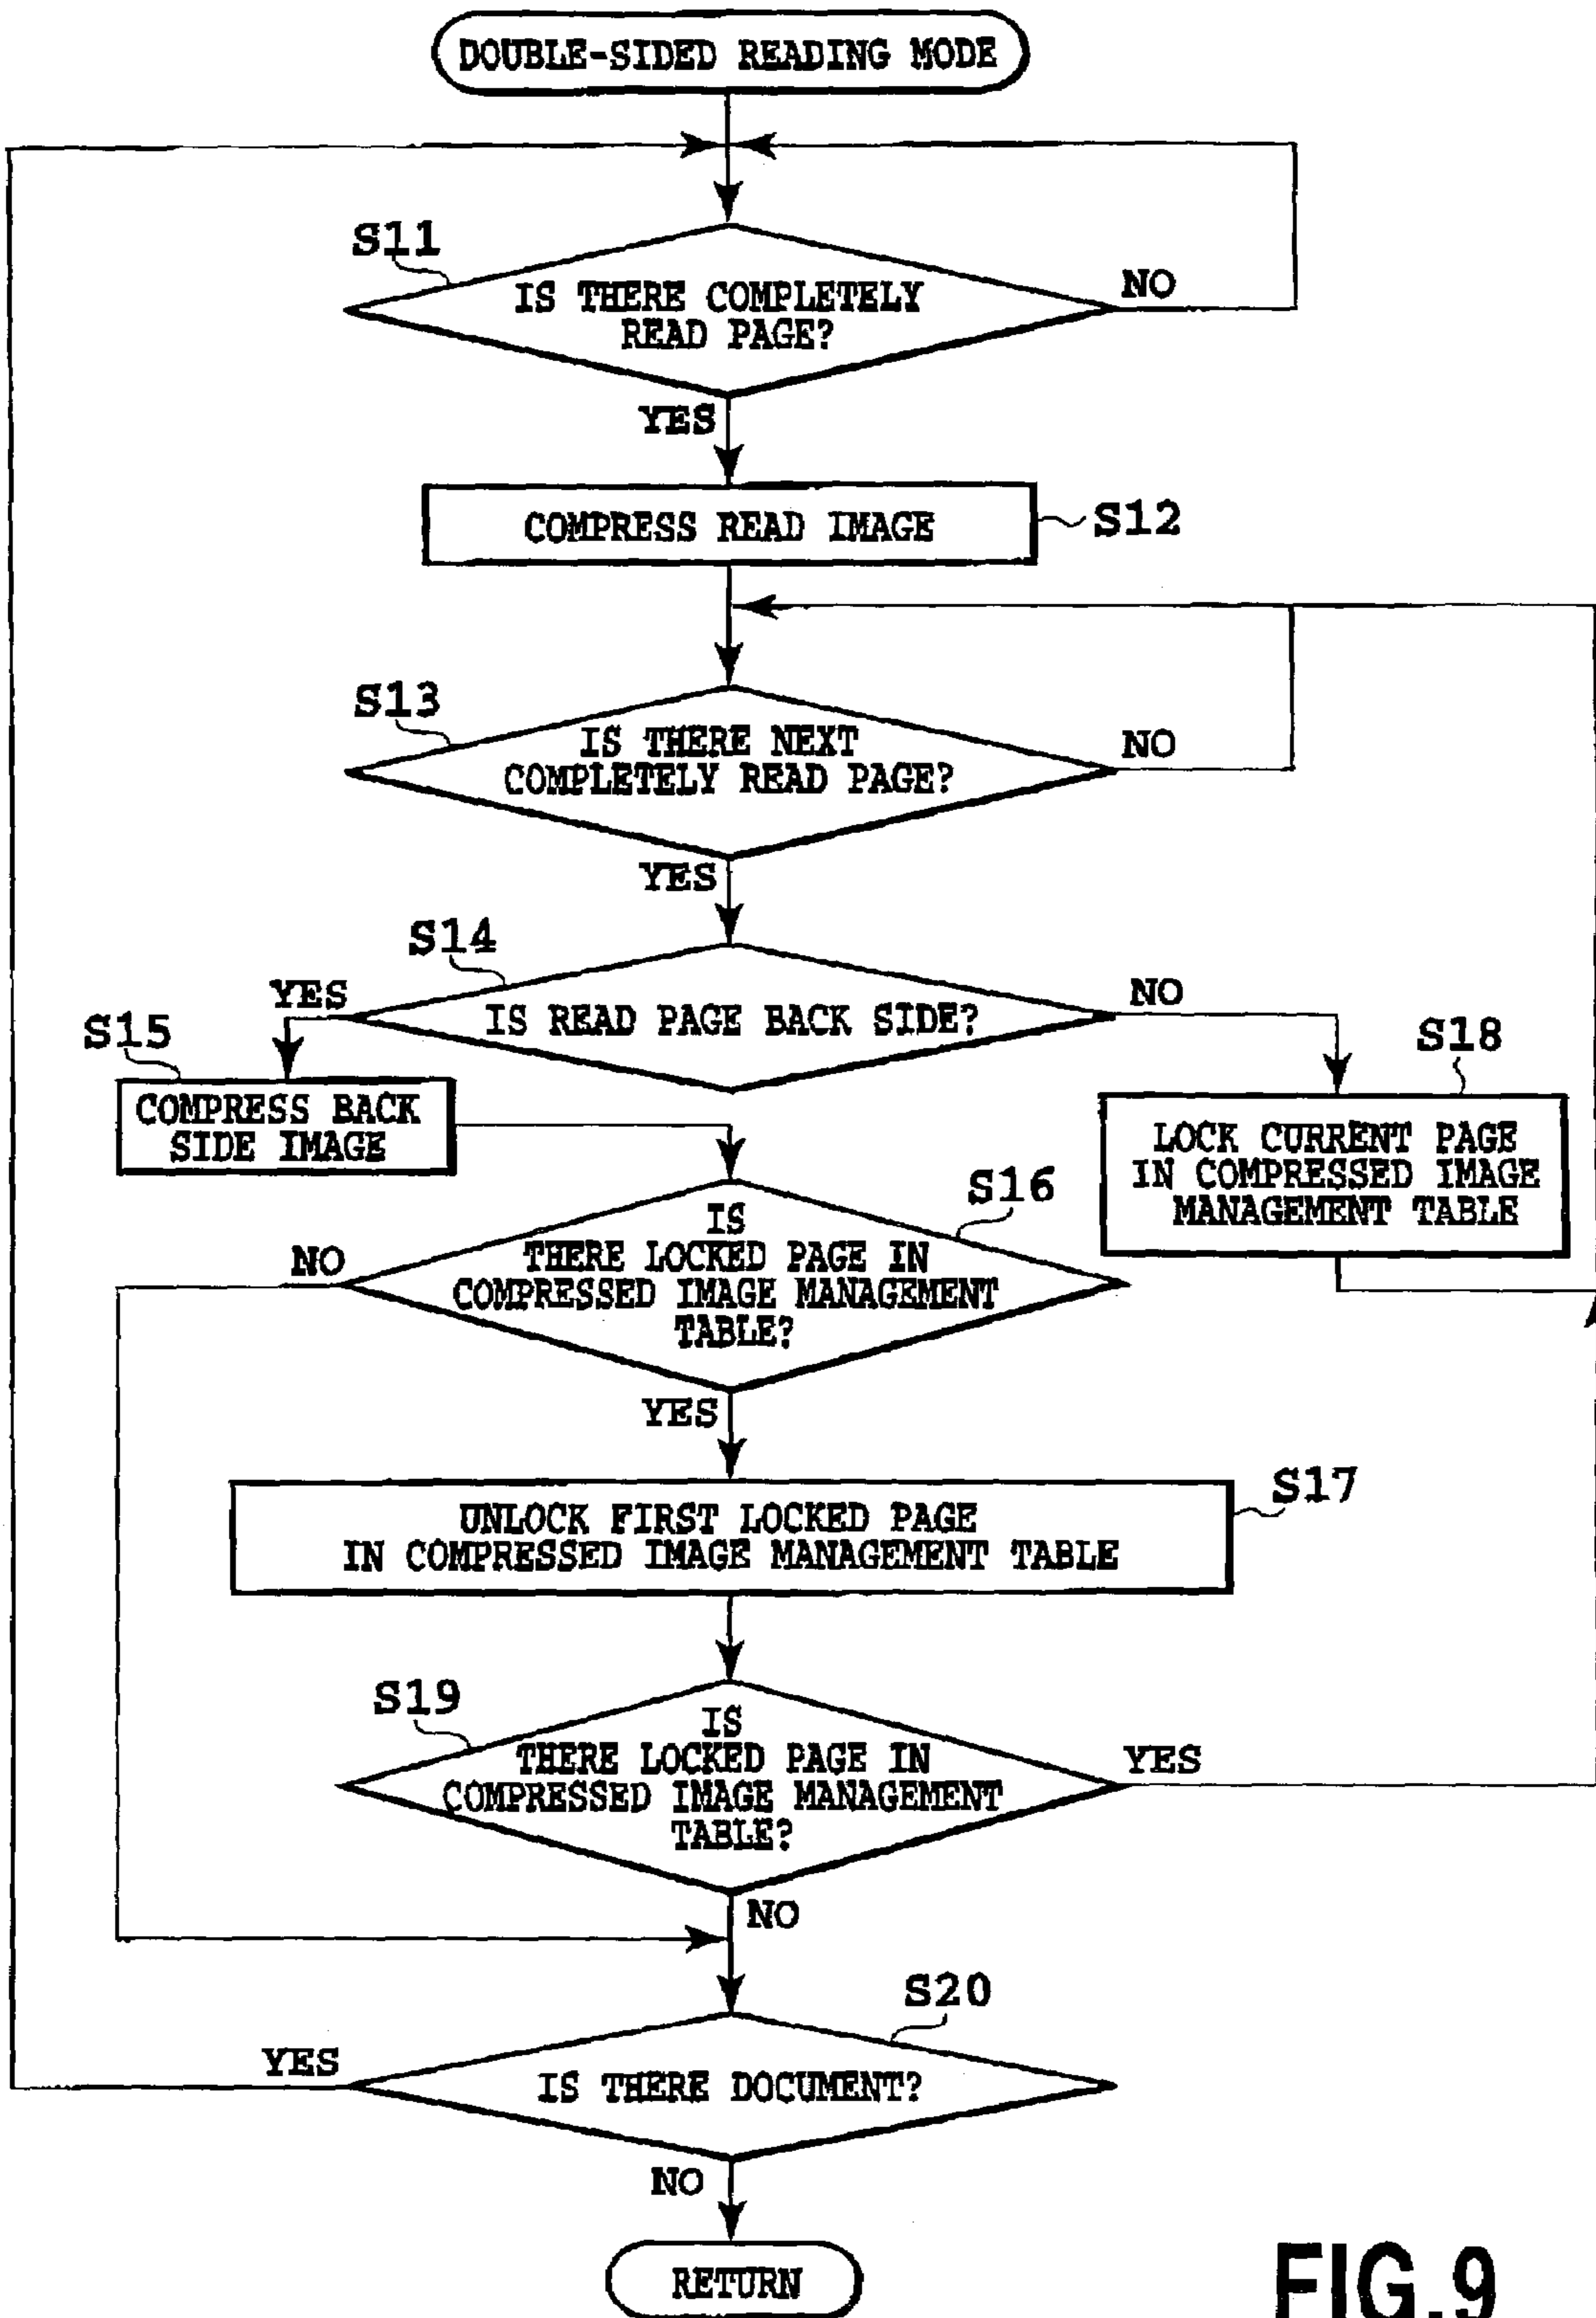 DOUBLE-SIDED READING MODE
S11
IS THERE COMPLETELY
READ PAGE?
NO
YES
COMPRESS READ IMAGE
S12
S13
IS THERE NEXT
COMPLETELY READ PAGE?
NO
YES
S14
IS READ PAGE BACK SIDE?
YES
NO
S15
COMPRESS BACK
SIDE IMAGE
S18
LOCK CURRENT PAGE
IN COMPRESSED IMAGE
MANAGEMENT TABLE
S16
IS
THERE LOCKED PAGE IN
COMPRESSED IMAGE MANAGEMENT
TABLE?
NO
YES
S17
UNLOCK FIRST LOCKED PAGE
IN COMPRESSED IMAGE MANAGEMENT TABLE
S19
IS
THERE LOCKED PAGE IN
COMPRESSED IMAGE MANAGEMENT
TABLE?
YES
NO
S20
IS THERE DOCUMENT?
YES
NO
RETURN
FIG.9